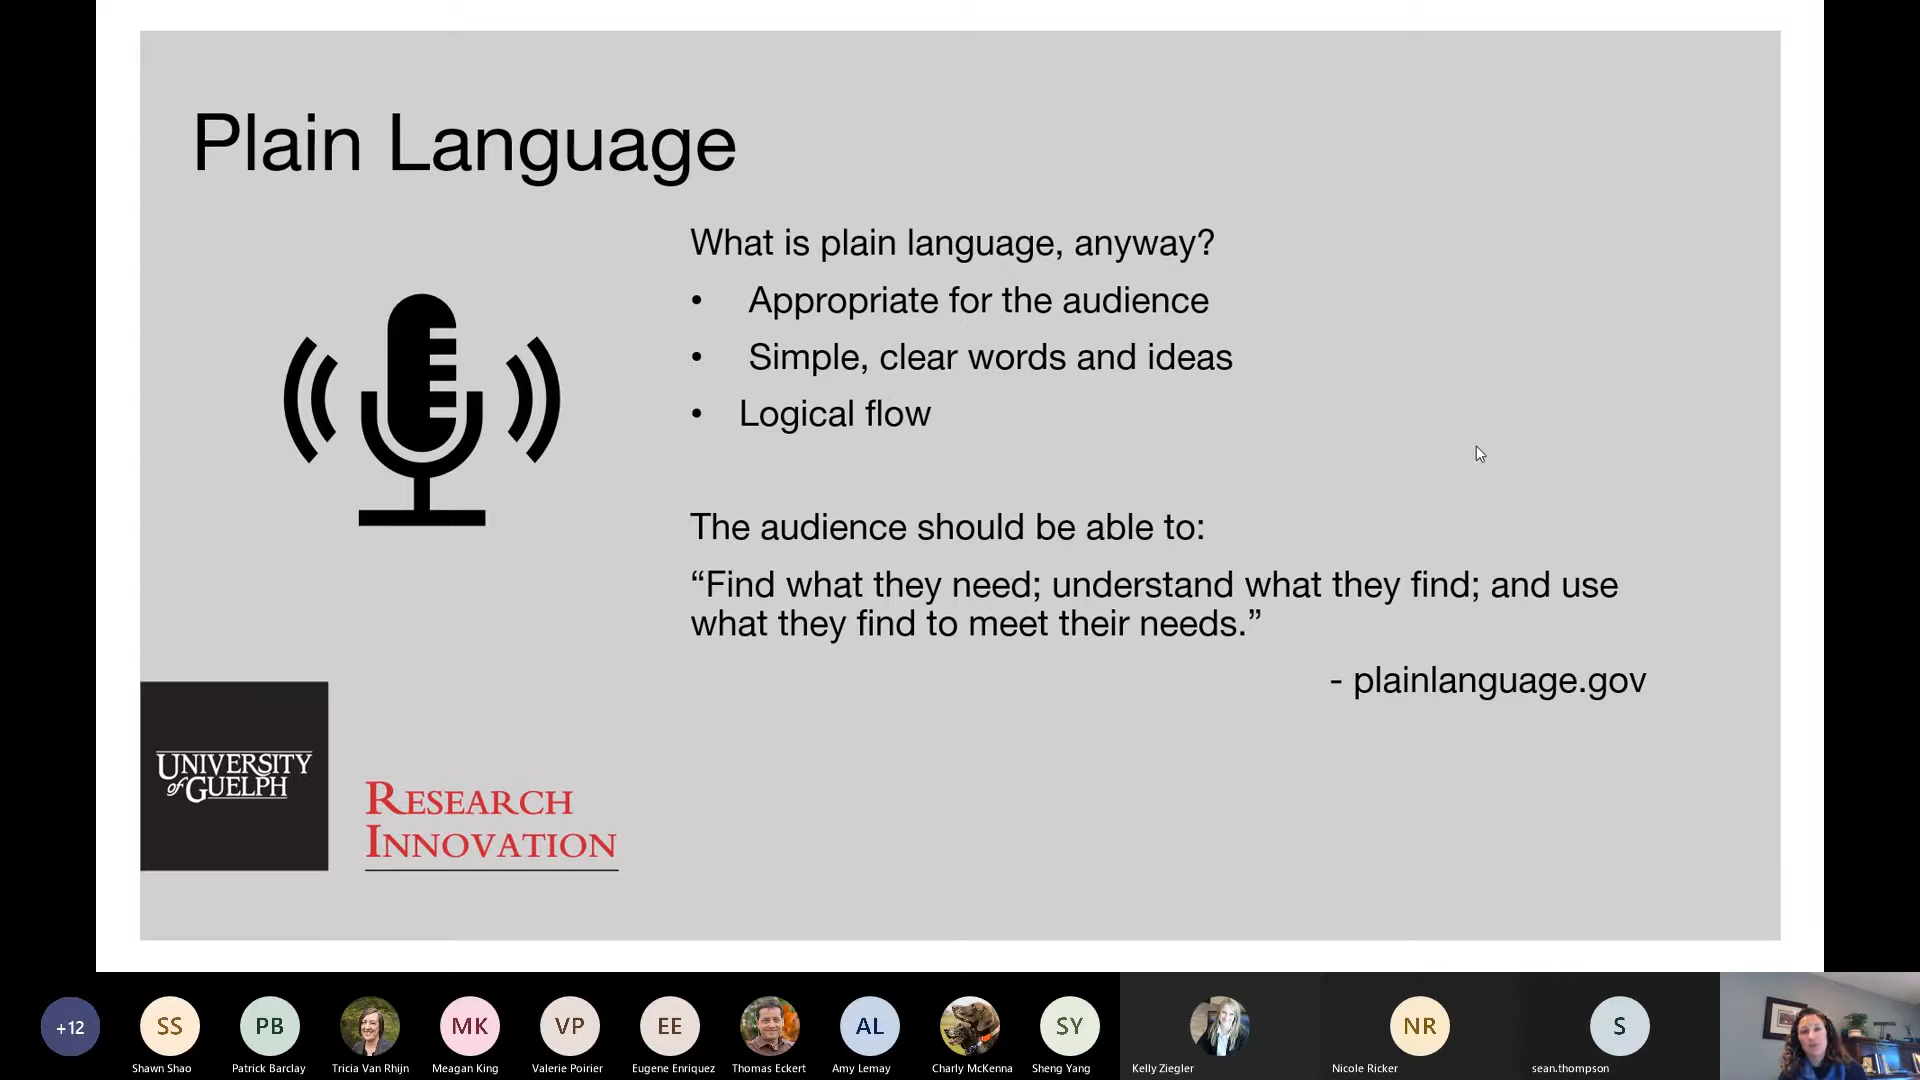 Plain Language
What is plain language, anyway?
• Appropriate for the audience
• Simple, clear words and ideas
• Logical flow
The audience should be able to:
“Find what they need; understand what they find; and use
what they find to meet their needs.”
- plainlanguage.gov
UNIVERSITY
of GUELPH
RESEARCH
INNOVATION
+12
SS
PB
MK
VP
EE
AL
SY
NR
S
Shawn Shao
Patrick Barclay
Tricia Van Rhijn
Meagan King
Valerie Poirier
Eugene Enriquez
Thomas Eckert
Amy Lemay
Charly McKenna
Sheng Yang
Kelly Ziegler
Nicole Ricker
sean.thompson